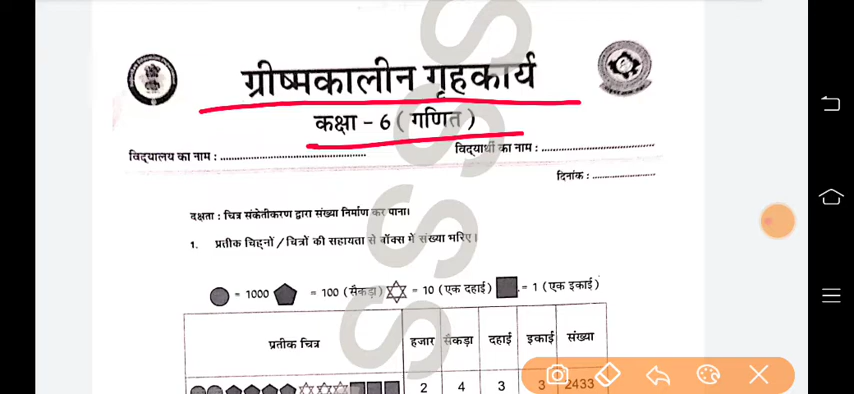 ग्रीष्मकालीन गृहकार्य
कक्षा - 6 ( गणित )
विद्यालय का नाम : ............................................... विद्यार्थी का नाम : ....................................
दिनांक : ....................
दक्षता : चित्र संकेतीकरण द्वारा संख्या निर्माण कर पाना।
1. प्रतीक चिह्नों / चित्रों की सहायता से बॉक्स में संख्या भरिए।
= 1000 = 100 (सैकड़ा) = 10 (एक दहाई) = 1 (एक इकाई)
प्रतीक चित्र हजार सैकड़ा दहाई इकाई संख्या
2 4 3 3 2433
SSSS